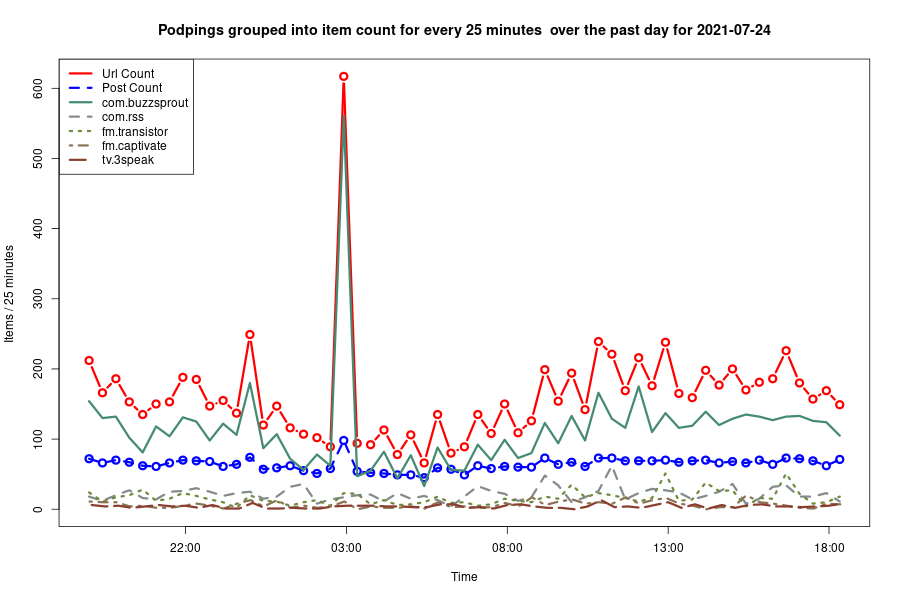 Podpings grouped into item count for every 25 minutes  over the past day for 2021-07-24
Url Count
Post Count
com.buzzsprout
com.rss
fm.transistor
fm.captivate
tv.3speak
Items / 25 minutes
600
500
400
300
200
100
0
22:00
03:00
08:00
13:00
18:00
Time